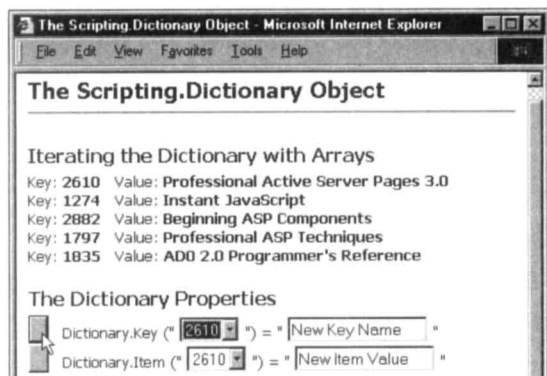 The Scripting.Dictionary Object - Microsoft Internet Explorer
File Edit View Favorites Tools Help
The Scripting.Dictionary Object
Iterating the Dictionary with Arrays
Key: 2610 Value: Professional Active Server Pages 3.0
Key: 1274 Value: Instant JavaScript
Key: 2882 Value: Beginning ASP Components
Key: 1797 Value: Professional ASP Techniques
Key: 1835 Value: ADO 2.0 Programmer's Reference
The Dictionary Properties
Dictionary.Key (" 2610 ") = " New Key Name "
Dictionary.Item (" 2610 ") = " New Item Value "